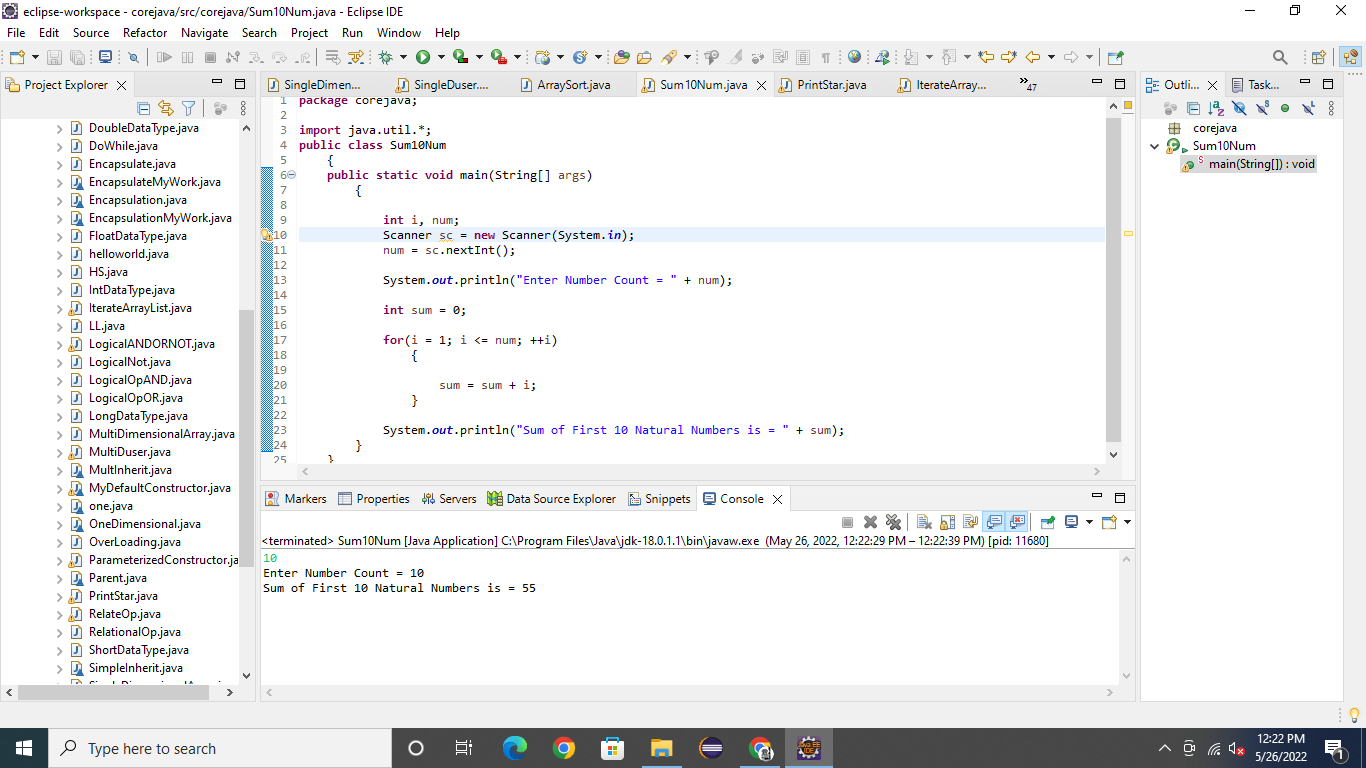 eclipse-workspace - corejava/src/corejava/Sum10Num.java - Eclipse IDE
File Edit Source Refactor Navigate Search Project Run Window Help
Project Explorer
DoubleDataType.java
DoWhile.java
Encapsulate.java
EncapsulateMyWork.java
Encapsulation.java
EncapsulationMyWork.java
FloatDataType.java
helloworld.java
HS.java
IntDataType.java
IterateArrayList.java
LL.java
LogicalANDORNOT.java
LogicalNot.java
LogicalOpAND.java
LogicalOpOR.java
LongDataType.java
MultiDimensionalArray.java
MultiDuser.java
MultInherit.java
MyDefaultConstructor.java
one.java
OneDimensional.java
OverLoading.java
ParameterizedConstructor.ja
Parent.java
PrintStar.java
RelateOp.java
RelationalOp.java
ShortDataType.java
SimpleInherit.java
SingleDimen... SingleDuser.... ArraySort.java Sum10Num.java PrintStar.java IterateArray... »47
1 package corejava;
2
3 import java.util.*;
4 public class Sum10Num
5 {
6 public static void main(String[] args)
7 {
8
9 int i, num;
10 Scanner sc = new Scanner(System.in);
11 num = sc.nextInt();
12
13 System.out.println("Enter Number Count = " + num);
14
15 int sum = 0;
16
17 for(i = 1; i <= num; ++i)
18 {
19
20 sum = sum + i;
21 }
22
23 System.out.println("Sum of First 10 Natural Numbers is = " + sum);
24 }
25 }
Outli... Task...
corejava
Sum10Num
main(String[]) : void
Markers Properties Servers Data Source Explorer Snippets Console
<terminated> Sum10Num [Java Application] C:\Program Files\Java\jdk-18.0.1.1\bin\javaw.exe (May 26, 2022, 12:22:29 PM – 12:22:39 PM) [pid: 11680]
10
Enter Number Count = 10
Sum of First 10 Natural Numbers is = 55
Type here to search
12:22 PM
5/26/2022
1